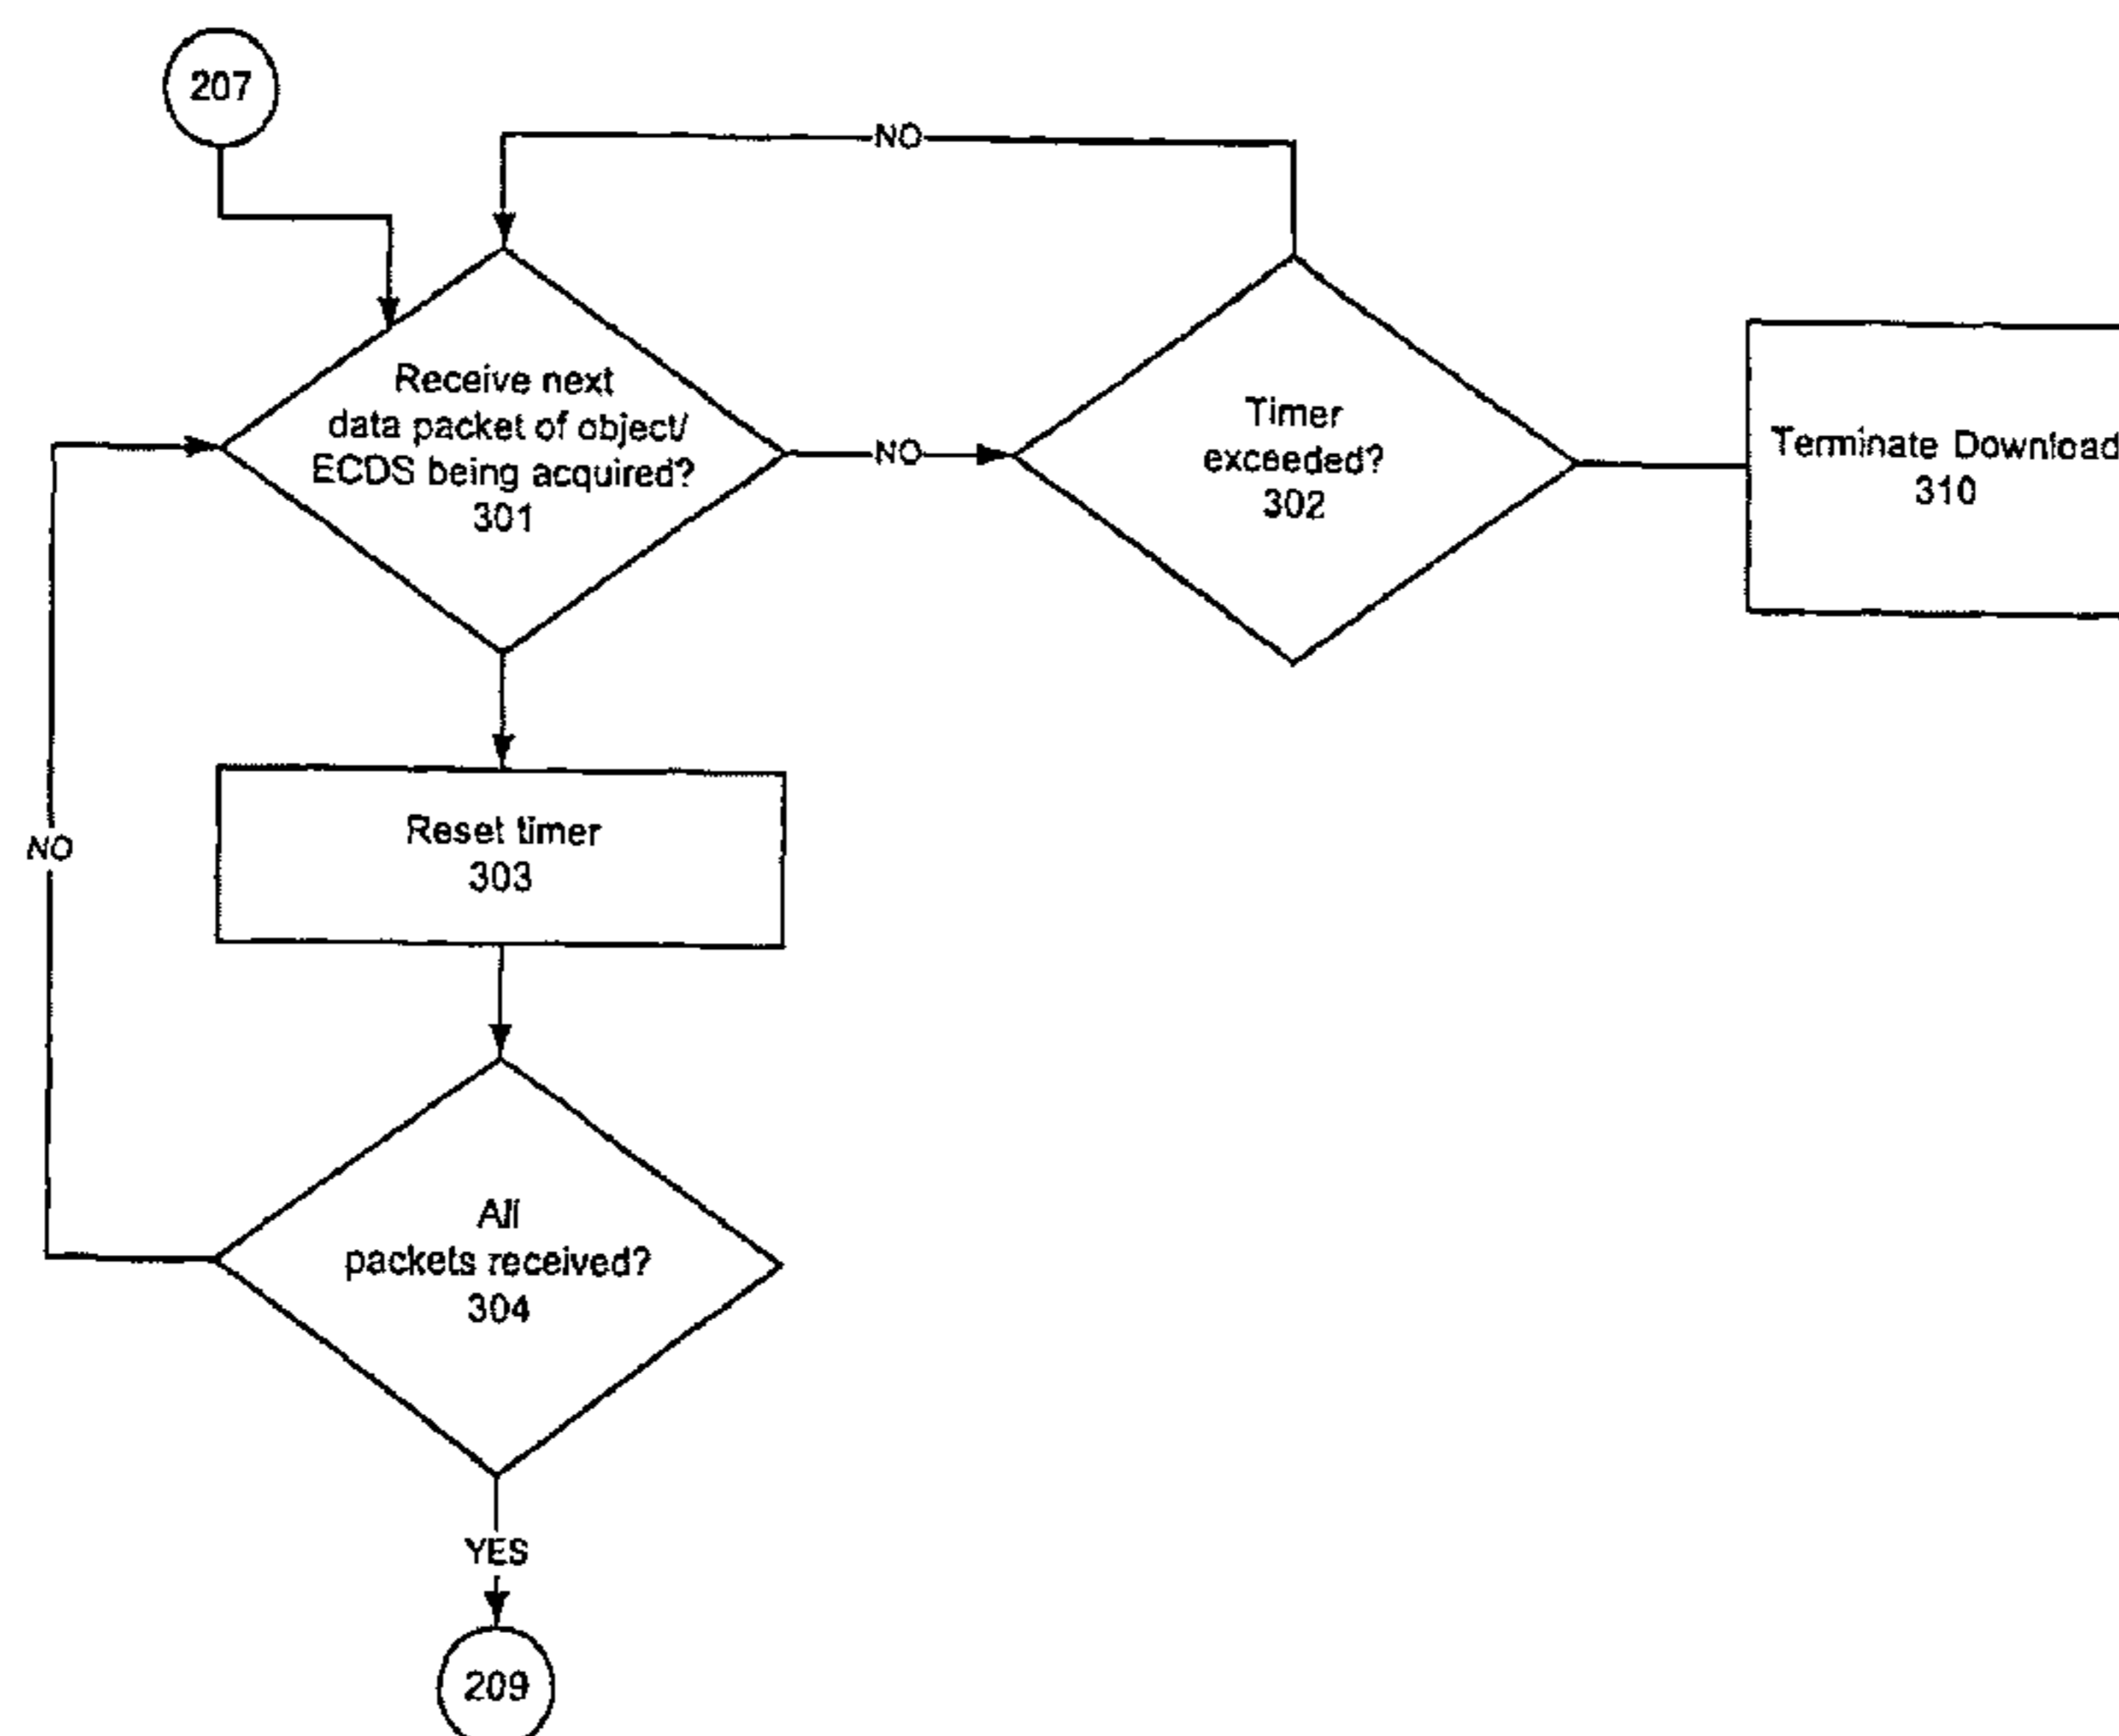 207
NO
Receive next
data packet of object/
ECDS being acquired?
301
NO
Timer
exceeded?
302
Terminate Download
310
Reset timer
303
NO
All
packets received?
304
YES
209